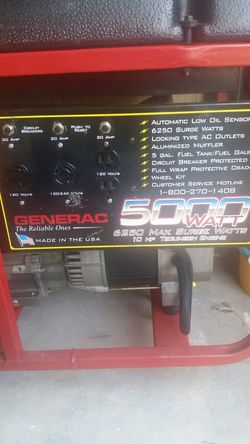 AUTOMATIC LOW OIL SENSOR
6250 SURGE WATTS
LOCKING TYPE AC OUTLETS
ALUMINIZED MUFFLER
5 GAL. FUEL TANK/FUEL GAU
CIRCUIT BREAKER PROTECTED
FULL WRAP PROTECTIVE CRADL
WHEEL KIT
CUSTOMER SERVICE HOTLINE
1-800-270-1408
CIRCUIT BREAKERS
PUSH TO RESET
30 AMP
20 AMP
20 AMP
120 VOLTS
120/240 VOLTS
120 VOLTS
GENERAC
The Reliable Ones
MADE IN THE USA
5000 WATT
6250 MAX SURGE WATTS
10 HP TECUMSEH ENGINE